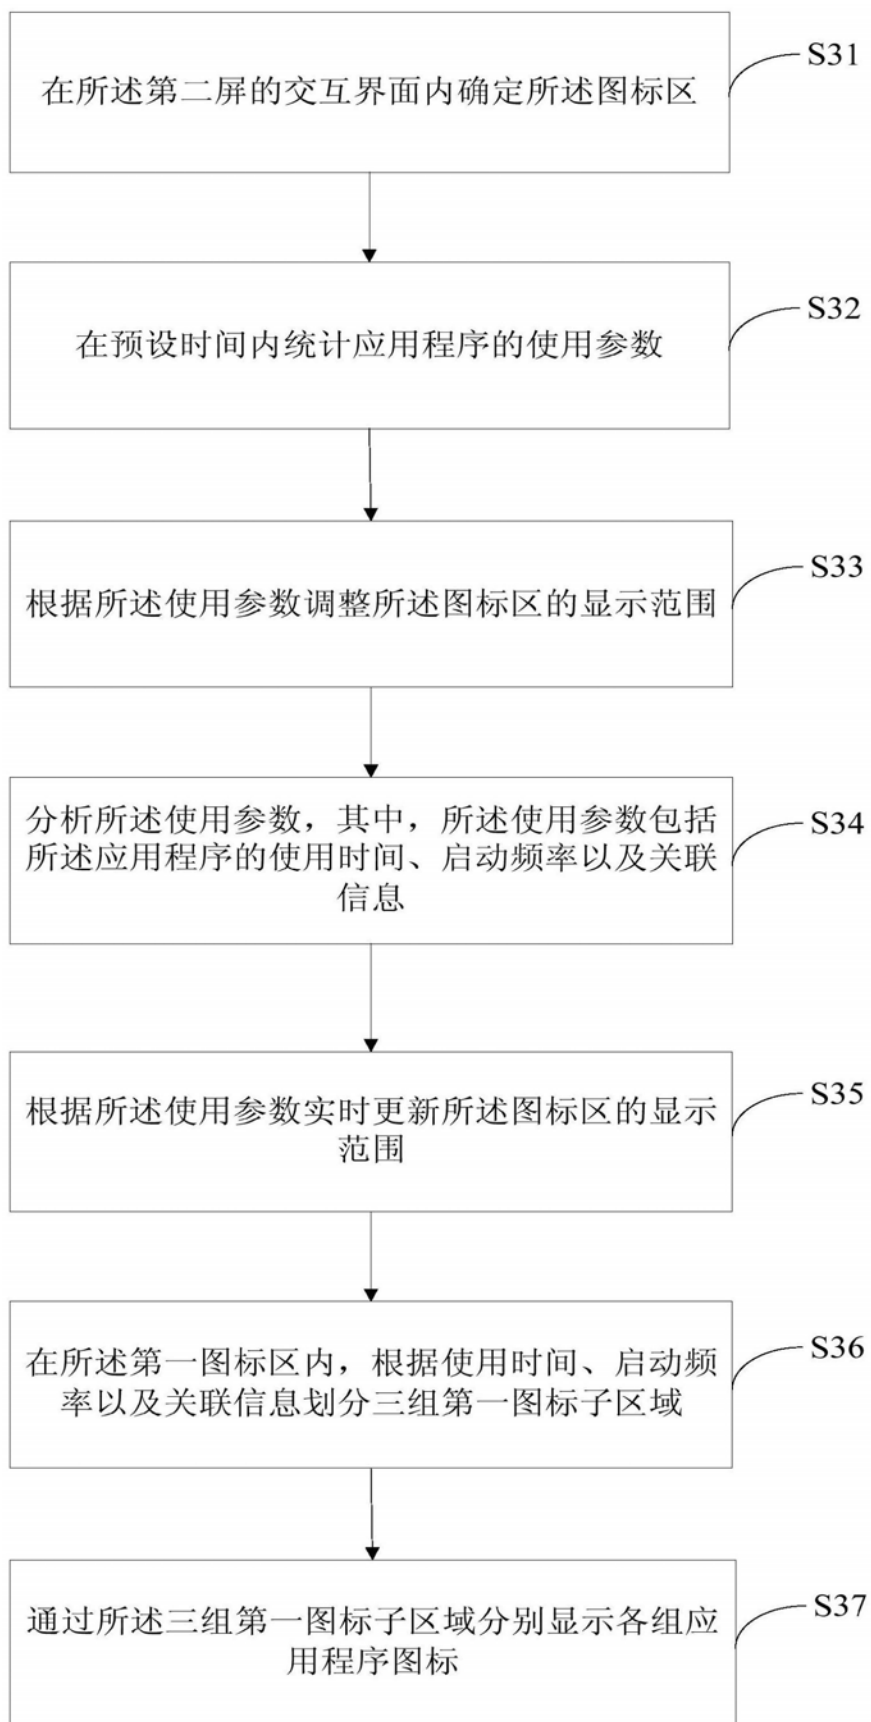 S31
在所述第二屏的交互界面内确定所述图标区
S32
在预设时间内统计应用程序的使用参数
S33
根据所述使用参数调整所述图标区的显示范围
S34
分析所述使用参数，其中，所述使用参数包括
所述应用程序的使用时间、启动频率以及关联
信息
S35
根据所述使用参数实时更新所述图标区的显示
范围
S36
在所述第一图标区内，根据使用时间、启动频
率以及关联信息划分三组第一图标子区域
S37
通过所述三组第一图标子区域分别显示各组应
用程序图标